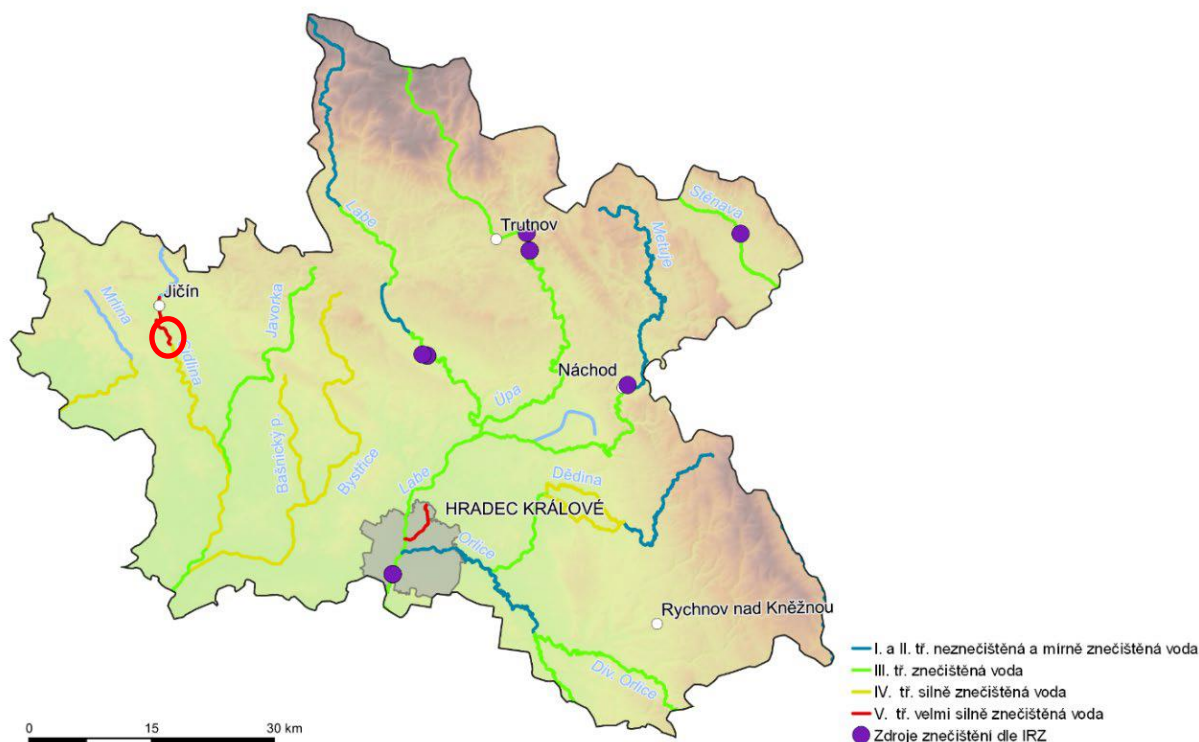 Labe
Trutnov
Stěnava
Metuje
Jičín
Mrlina
Javorka
Cidlina
Náchod
Úpa
Bašnický p.
Bystřice
Labe
Dědina
HRADEC KRÁLOVÉ
Orlice
Rychnov nad Kněžnou
Div. Orlice
I. a II. tř. neznečištěná a mírně znečištěná voda
III. tř. znečištěná voda
IV. tř. silně znečištěná voda
V. tř. velmi silně znečištěná voda
Zdroje znečištění dle IRZ
0 15 30 km